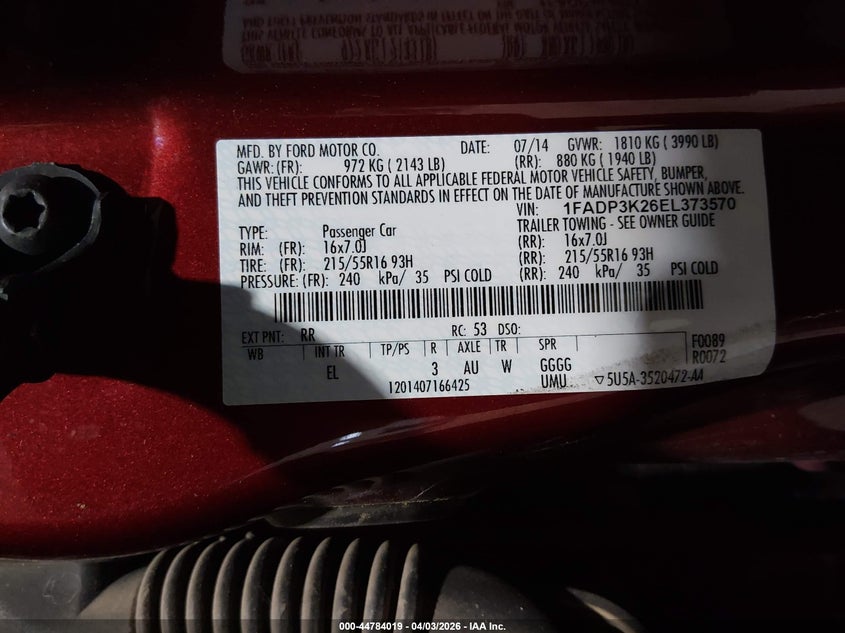 MFD. BY FORD MOTOR CO. DATE: 07/14 GVWR: 1810 KG ( 3990 LB)
GAWR: (FR): 972 KG ( 2143 LB) (RR): 880 KG ( 1940 LB)
THIS VEHICLE CONFORMS TO ALL APPLICABLE FEDERAL MOTOR VEHICLE SAFETY, BUMPER,
AND THEFT PREVENTION STANDARDS IN EFFECT ON THE DATE OF MANUFACTURE SHOWN ABOVE.
VIN: 1FADP3K26EL373570
TYPE: Passenger Car TRAILER TOWING - SEE OWNER GUIDE
RIM: (FR): 16x7.0J (RR): 16x7.0J
TIRE: (FR): 215/55R16 93H (RR): 215/55R16 93H
PRESSURE: (FR): 240 kPa/ 35 PSI COLD (RR): 240 kPa/ 35 PSI COLD
EXT PNT: RR RC: 53 DSO: F0089
WB INT TR TP/PS R AXLE TR SPR R0072
EL 3 AU W GGGG
1201407166425 UMU ▽5U5A-3520472-AA
000-44784019 - 04/03/2026 - IAA Inc.